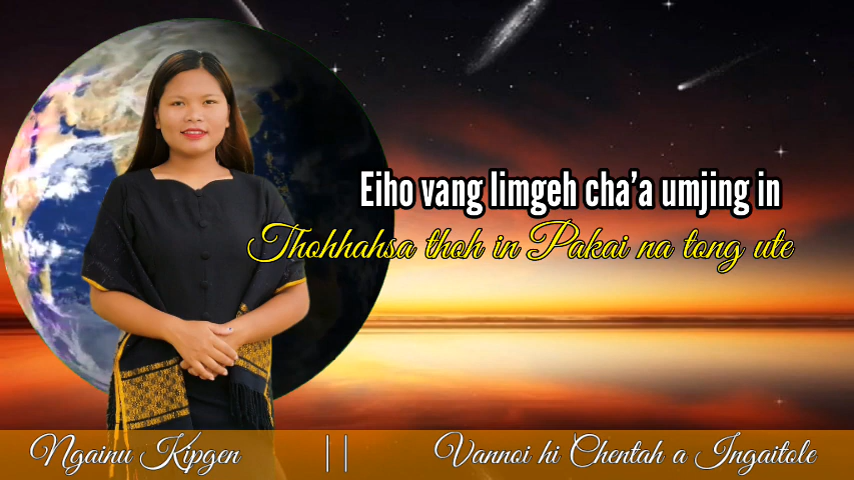 Eiho vang limgeh cha'a umjing in
Thohhahsa thoh in Pakai na tong ute
Ngainu Kipgen || Vannoi hi Chentah a Ingaitole